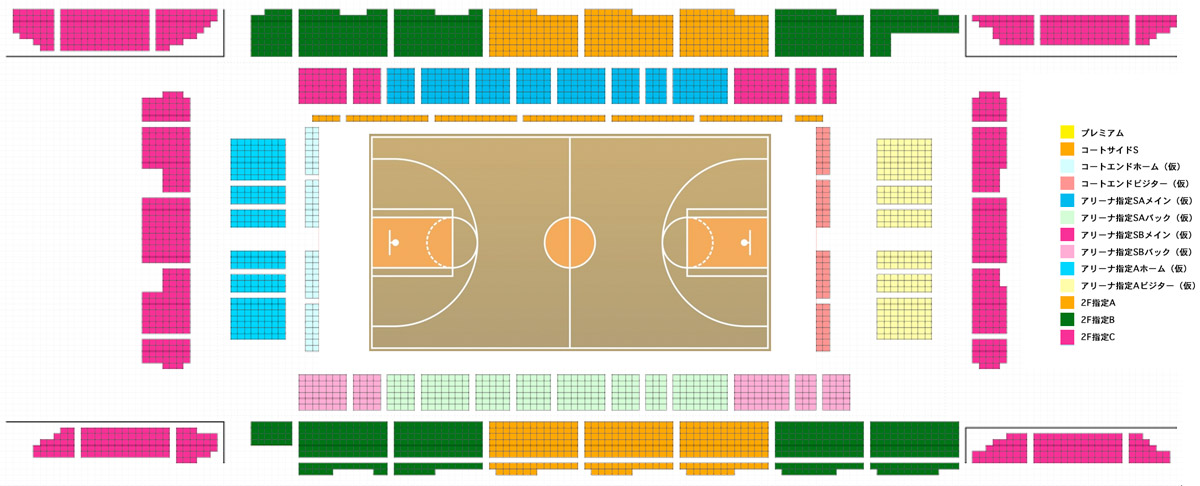 プレミアム
コートサイドS
コートエンドホーム（仮）
コートエンドビジター（仮）
アリーナ指定SAメイン（仮）
アリーナ指定SAバック（仮）
アリーナ指定SBメイン（仮）
アリーナ指定SBバック（仮）
アリーナ指定Aホーム（仮）
アリーナ指定Aビジター（仮）
2F指定A
2F指定B
2F指定C